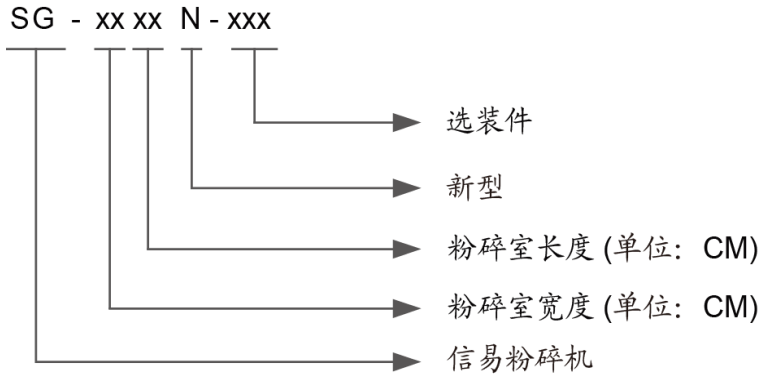 SG - xx xx N - xxx
选装件
新型
粉碎室长度 (单位：CM)
粉碎室宽度 (单位：CM)
信易粉碎机